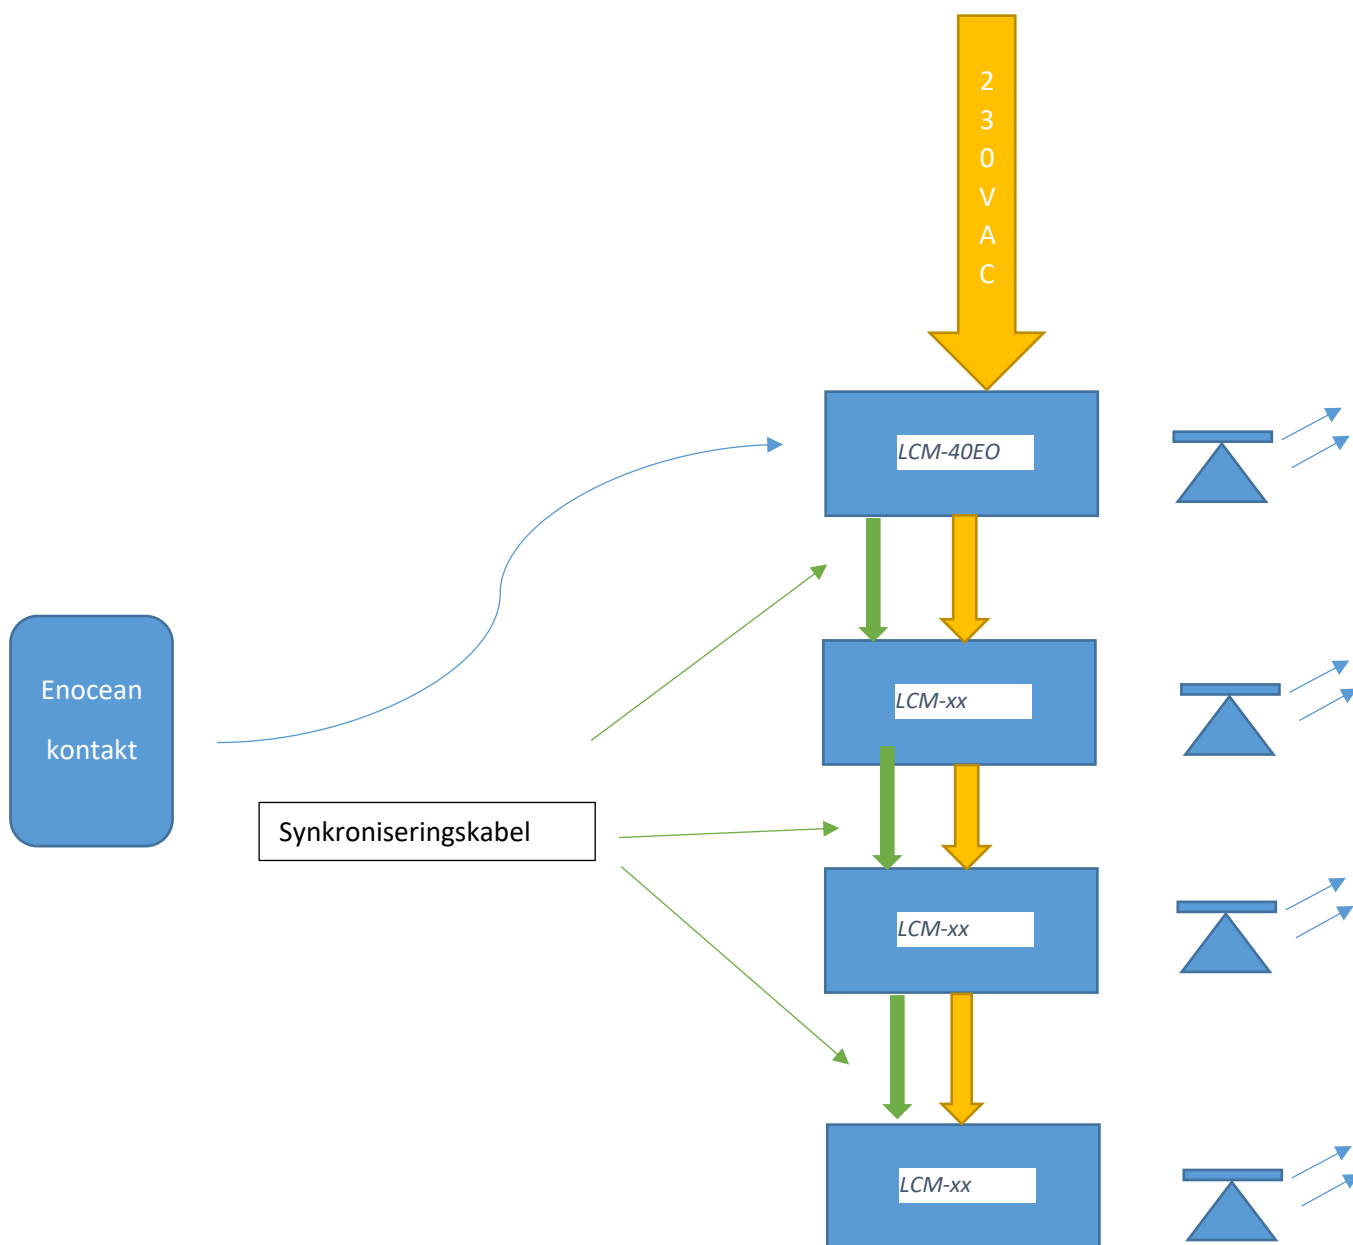 2
3
0
V
A
C
LCM-40EO
Enocean
kontakt
LCM-xx
Synkroniseringskabel
LCM-xx
LCM-xx